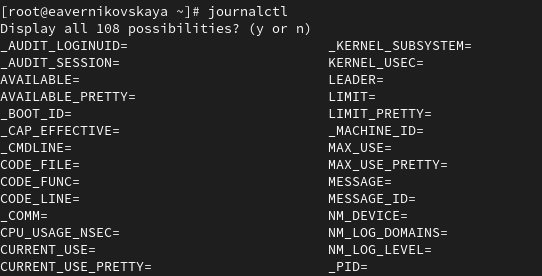 [root@eavernikovskaya ~]# journalctl
Display all 108 possibilities? (y or n)
_AUDIT_LOGINUID= _KERNEL_SUBSYSTEM=
_AUDIT_SESSION= KERNEL_USEC=
AVAILABLE= LEADER=
AVAILABLE_PRETTY= LIMIT=
_BOOT_ID= LIMIT_PRETTY=
_CAP_EFFECTIVE= _MACHINE_ID=
_CMDLINE= MAX_USE=
CODE_FILE= MAX_USE_PRETTY=
CODE_FUNC= MESSAGE=
CODE_LINE= MESSAGE_ID=
_COMM= NM_DEVICE=
CPU_USAGE_NSEC= NM_LOG_DOMAINS=
CURRENT_USE= NM_LOG_LEVEL=
CURRENT_USE_PRETTY= _PID=